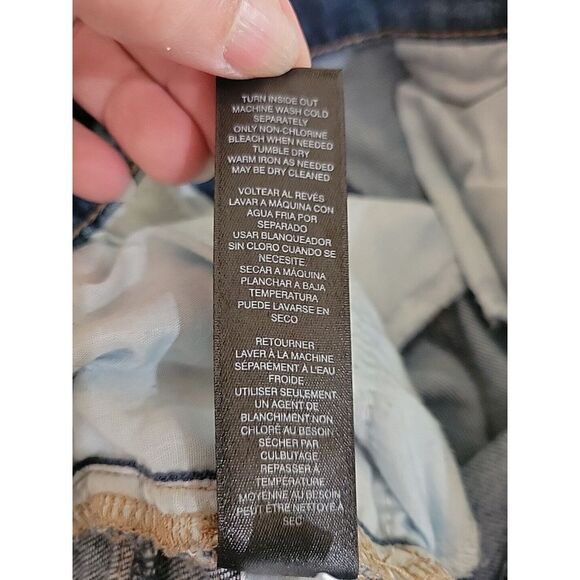 TURN INSIDE OUT
MACHINE WASH COLD
SEPARATELY
ONLY NON-CHLORINE
BLEACH WHEN NEEDED
TUMBLE DRY
WARM IRON AS NEEDED
MAY BE DRY CLEANED
VOLTEAR AL REVÉS
LAVAR A MÁQUINA CON
AGUA FRIA POR
SEPARADO
USAR BLANQUEADOR
SIN CLORO CUANDO SE
NECESITE.
SECAR A MÁQUINA
PLANCHAR A BAJA
TEMPERATURA
PUEDE LAVARSE EN
SECO
RETOURNER
LAVER À LA MACHINE
SÉPARÉMENT À L'EAU
FROIDE
UTILISER SEULEMENT
UN AGENT DE
BLANCHIMENT NON
CHLORÉ AU BESOIN
SÉCHER PAR
CULBUTAGE
REPASSER À
TEMPÉRATURE
MOYENNE AU BESOIN
PEUT ÊTRE NETTOYÉ À
SEC